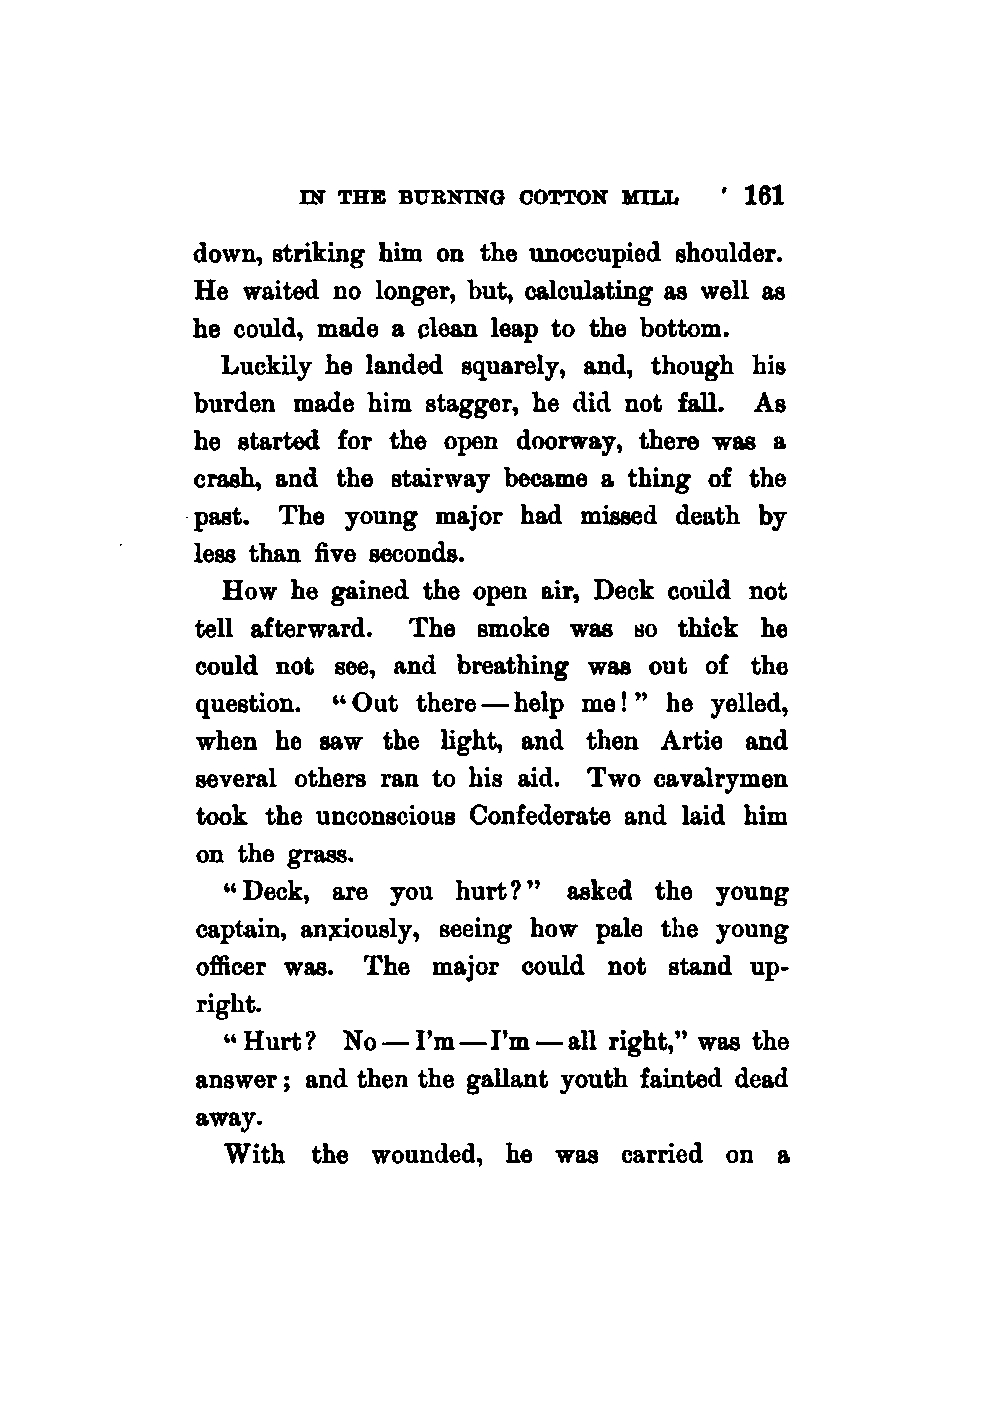 IN THE BURNING COTTON MILL ' 161
down, striking him on the unoccupied shoulder.
He waited no longer, but, calculating as well as
he could, made a clean leap to the bottom.
Luckily he landed squarely, and, though his
burden made him stagger, he did not fall. As
he started for the open doorway, there was a
crash, and the stairway became a thing of the
past. The young major had missed death by
less than five seconds.
How he gained the open air, Deck could not
tell afterward. The smoke was so thick he
could not see, and breathing was out of the
question. "Out there — help me!" he yelled,
when he saw the light, and then Artie and
several others ran to his aid. Two cavalrymen
took the unconscious Confederate and laid him
on the grass.
"Deck, are you hurt?" asked the young
captain, anxiously, seeing how pale the young
officer was. The major could not stand up-
right.
"Hurt? No — I'm — I'm — all right," was the
answer; and then the gallant youth fainted dead
away.
With the wounded, he was carried on a